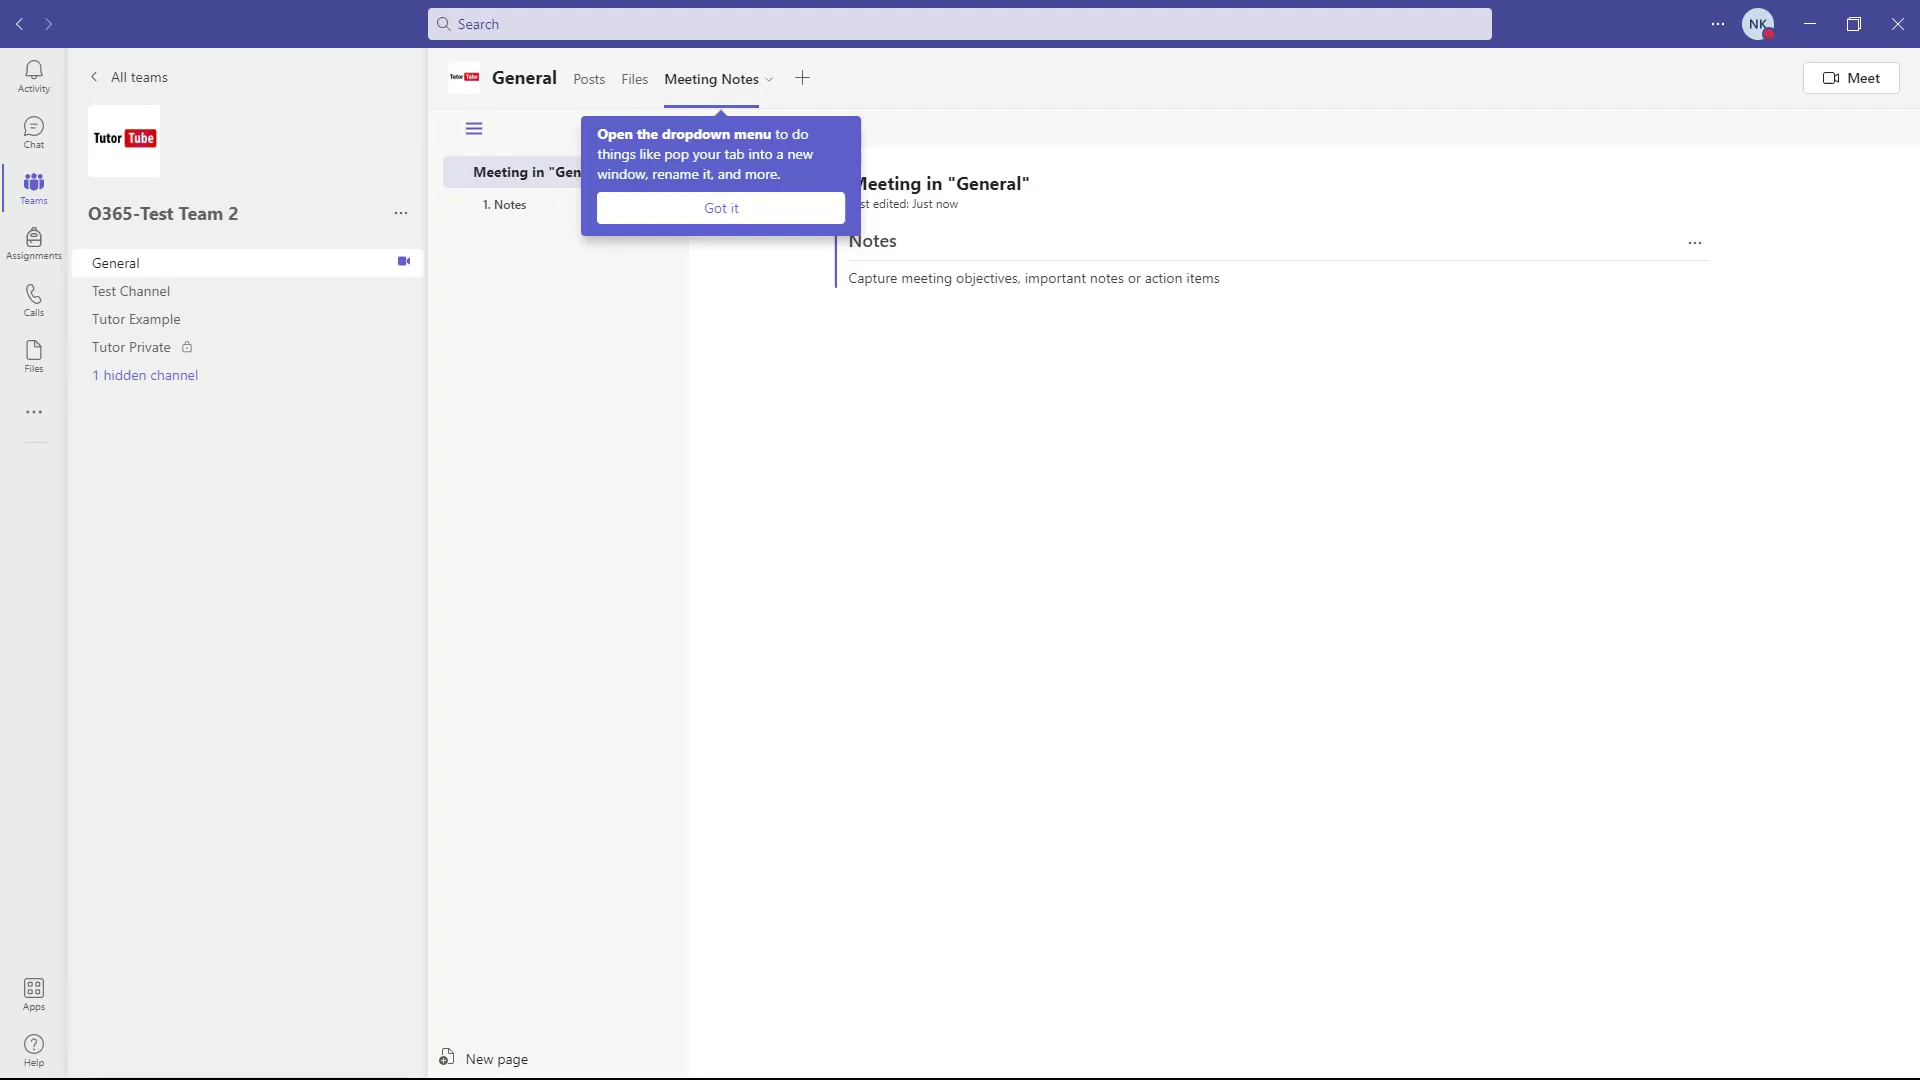 Search
NK
Activity
Chat
Teams
Assignments
Calls
Files
Apps
Help
All teams
Tutor Tube
O365-Test Team 2
General
Test Channel
Tutor Example
Tutor Private
1 hidden channel
Tutor Tube
General
Posts
Files
Meeting Notes
Meet
Open the dropdown menu to do
things like pop your tab into a new
window, rename it, and more.
Got it
Meeting in "Gen
1. Notes
Meeting in "General"
st edited: Just now
Notes
Capture meeting objectives, important notes or action items
New page